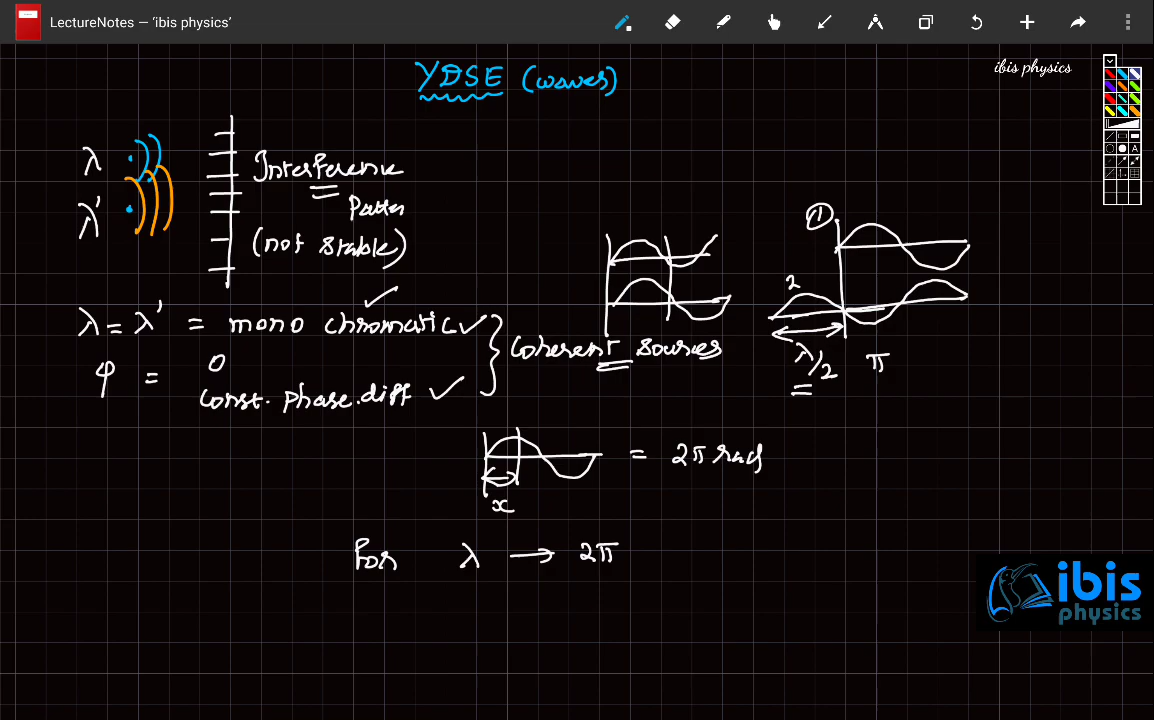 LectureNotes — ‘ibis physics’
ibis physics
YDSE (waves)
λ
λ'
Interference
Pattern
(not stable)
①
2
λ = λ' = mono chromatic ✓
φ = 0
const. phase. diff ✓
Coherent sources
λ/2
π
x
= 2π rad
For λ → 2π
ibis
physics